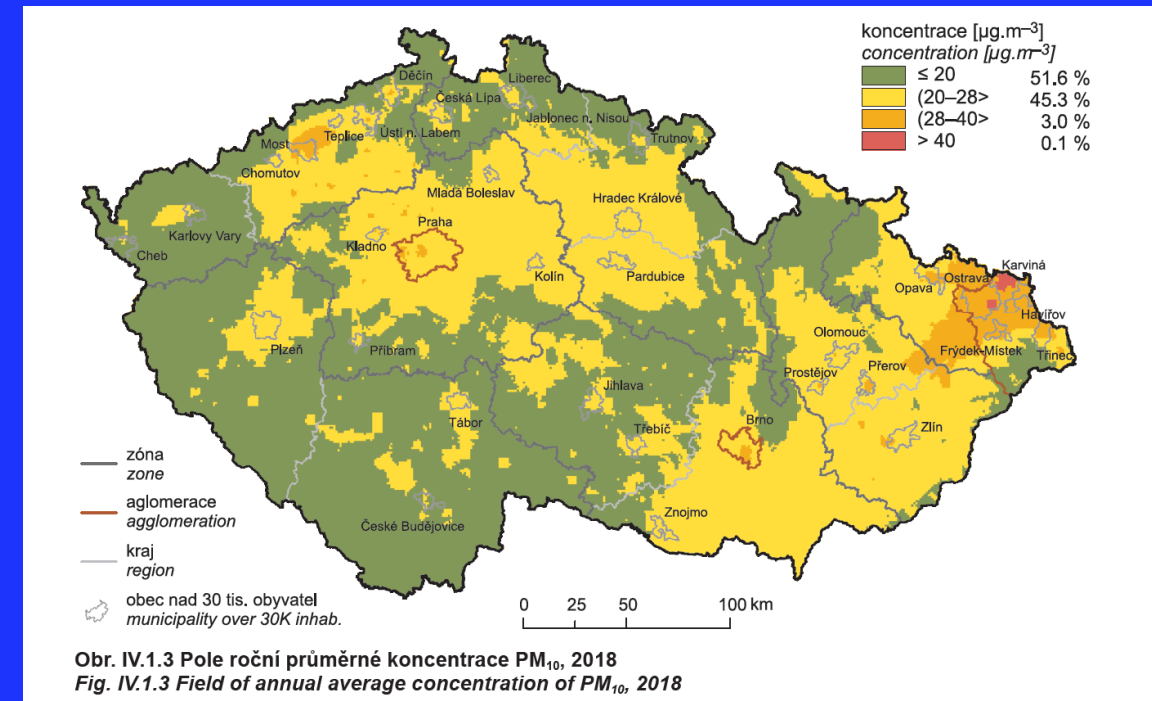 koncentrace [µg.m–3]
concentration [µg.m–3]
≤ 20 51.6 %
(20–28> 45.3 %
(28–40> 3.0 %
> 40 0.1 %
Děčín
Liberec
Česká Lípa
Jablonec n. Nisou
Teplice
Ústí n. Labem
Trutnov
Most
Chomutov
Mladá Boleslav
Hradec Králové
Praha
Karlovy Vary
Kladno
Cheb
Kolín
Pardubice
Karviná
Ostrava
Opava
Havířov
Olomouc
Plzeň
Příbram
Frýdek-Místek
Třinec
Prostějov
Přerov
Jihlava
Tábor
Třebíč
Brno
Zlín
Znojmo
České Budějovice
zóna
zone
aglomerace
agglomeration
kraj
region
obec nad 30 tis. obyvatel
municipality over 30K inhab.
0 25 50 100 km
Obr. IV.1.3 Pole roční průměrné koncentrace PM10, 2018
Fig. IV.1.3 Field of annual average concentration of PM10, 2018